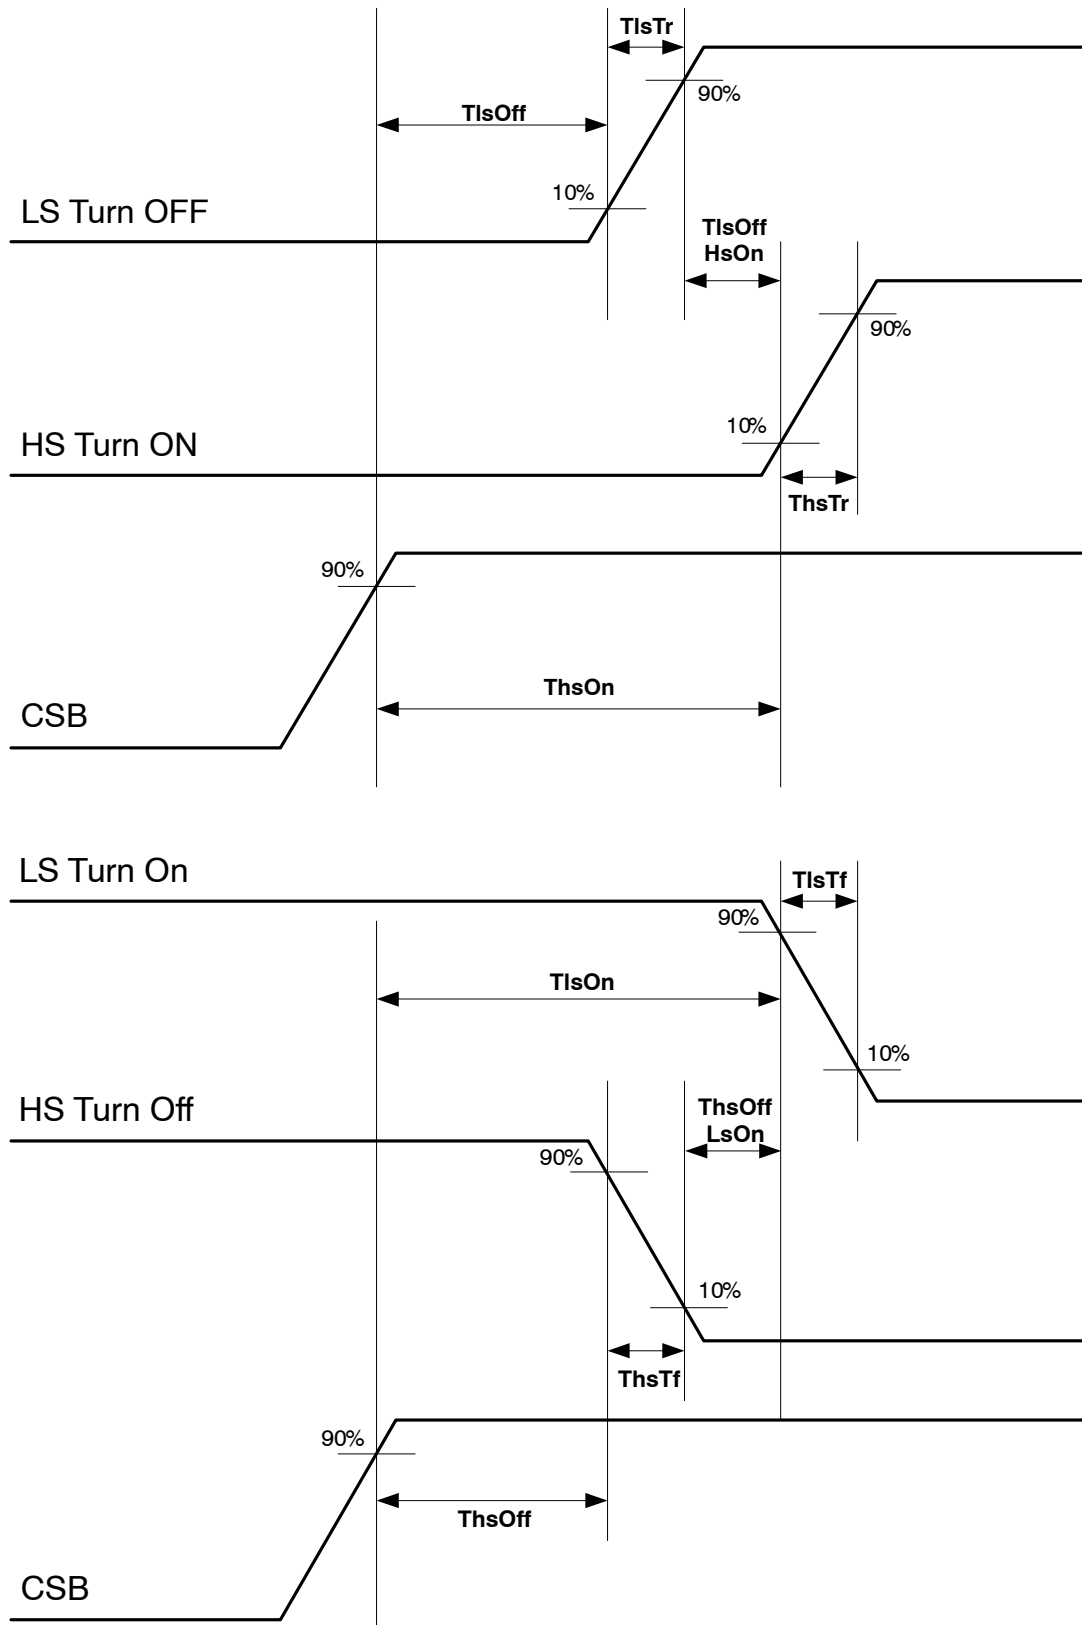 TlsTr
90%
TlsOff
10%
LS Turn OFF
TlsOff
HsOn
90%
10%
HS Turn ON
ThsTr
90%
ThsOn
CSB
LS Turn On
TlsTf
90%
TlsOn
10%
HS Turn Off
ThsOff
LsOn
90%
10%
ThsTf
90%
ThsOff
CSB